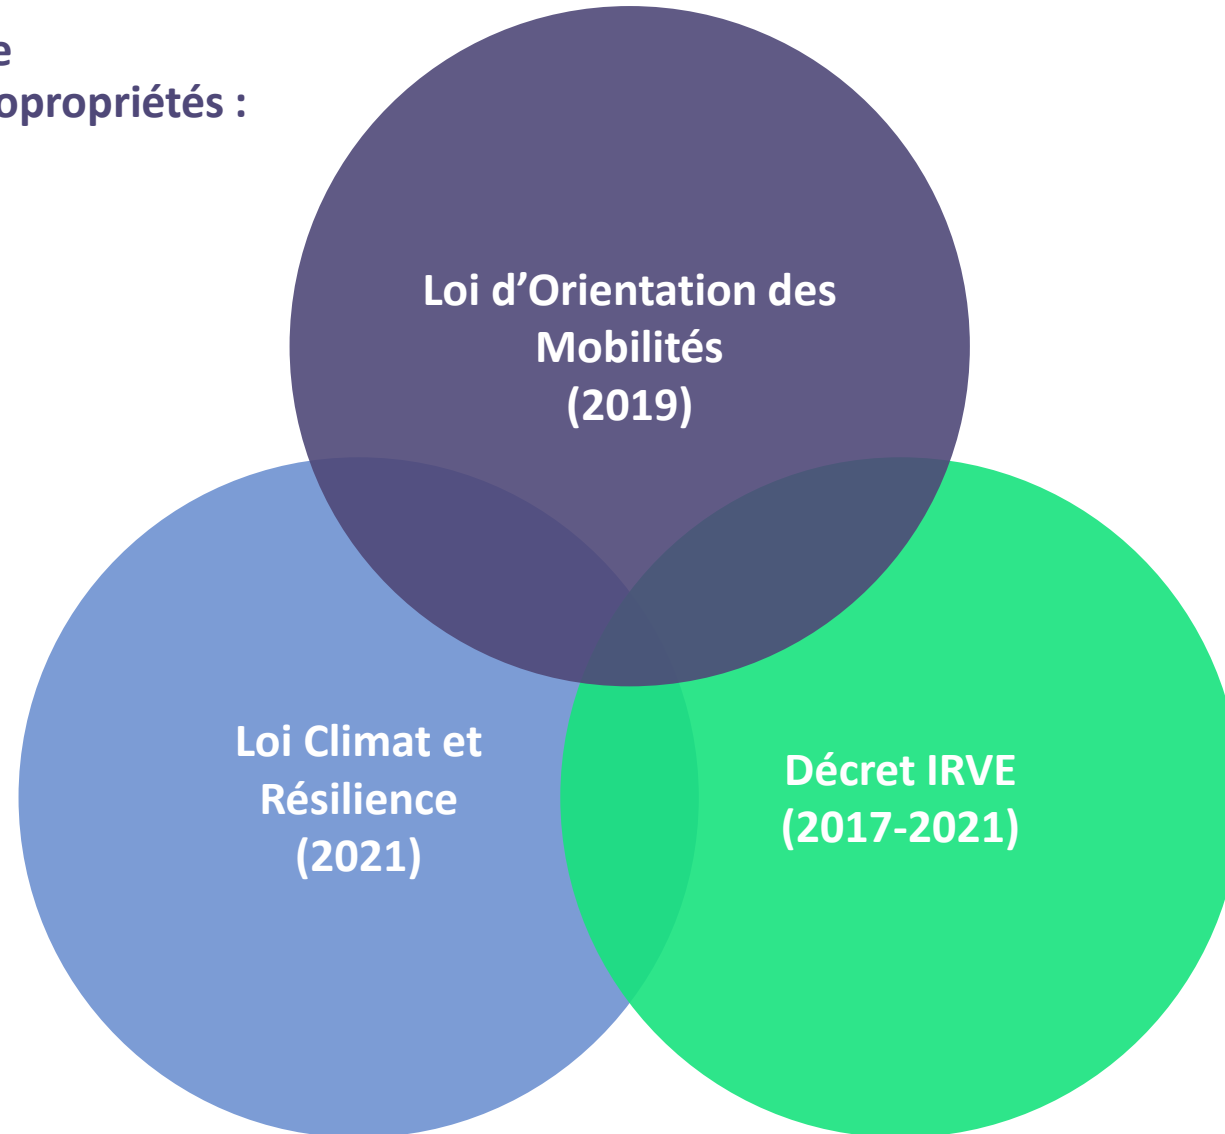 e
opropriétés :
Loi d’Orientation des
Mobilités
(2019)
Loi Climat et
Résilience
(2021)
Décret IRVE
(2017-2021)